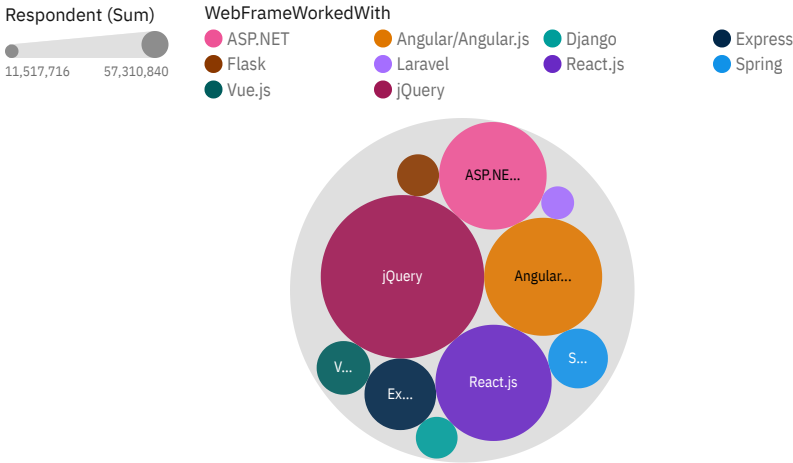 Respondent (Sum)
11,517,716 57,310,840
WebFrameWorkedWith
ASP.NET Angular/Angular.js Django Express
Flask Laravel React.js Spring
Vue.js jQuery
ASP.NE...
jQuery
Angular...
V...
Ex...
React.js
S...